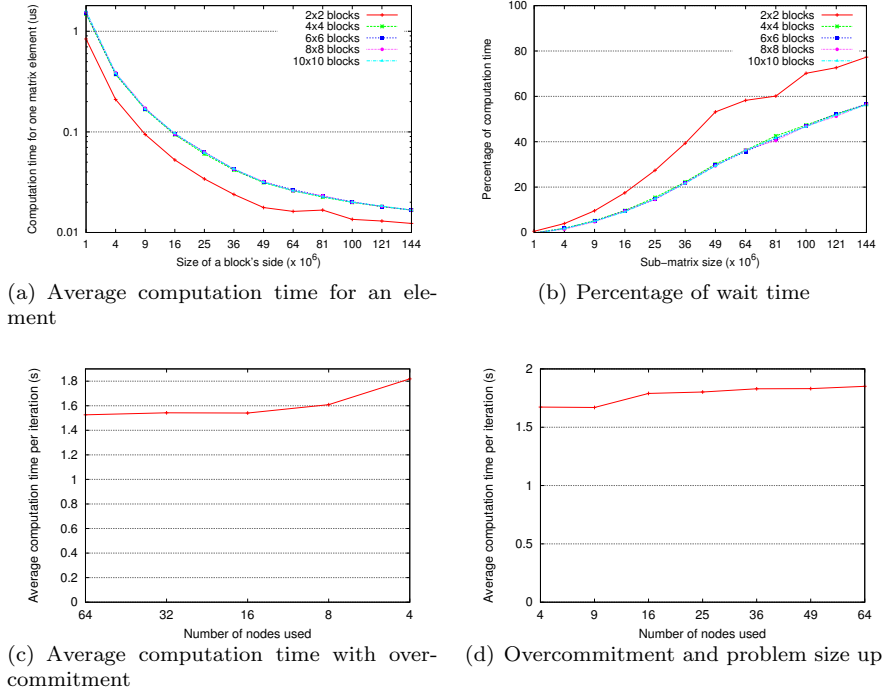 Computation time for one matrix element (us)
1
0.1
0.01
2x2 blocks
4x4 blocks
6x6 blocks
8x8 blocks
10x10 blocks
1 4 9 16 25 36 49 64 81 100 121 144
Size of a block's side (x 10^6)
(a) Average computation time for an ele-
ment
Percentage of computation time
100
80
60
40
20
0
2x2 blocks
4x4 blocks
6x6 blocks
8x8 blocks
10x10 blocks
1 4 9 16 25 36 49 64 81 100 121 144
Sub-matrix size (x 10^6)
(b) Percentage of wait time
Average computation time per iteration (s)
1.8
1.6
1.4
1.2
1
0.8
0.6
0.4
0.2
0
64 32 16 8 4
Number of nodes used
(c) Average computation time with over-
commitment
Average computation time per iteration (s)
2
1.5
1
0.5
0
4 9 16 25 36 49 64
Number of nodes used
(d) Overcommitment and problem size up